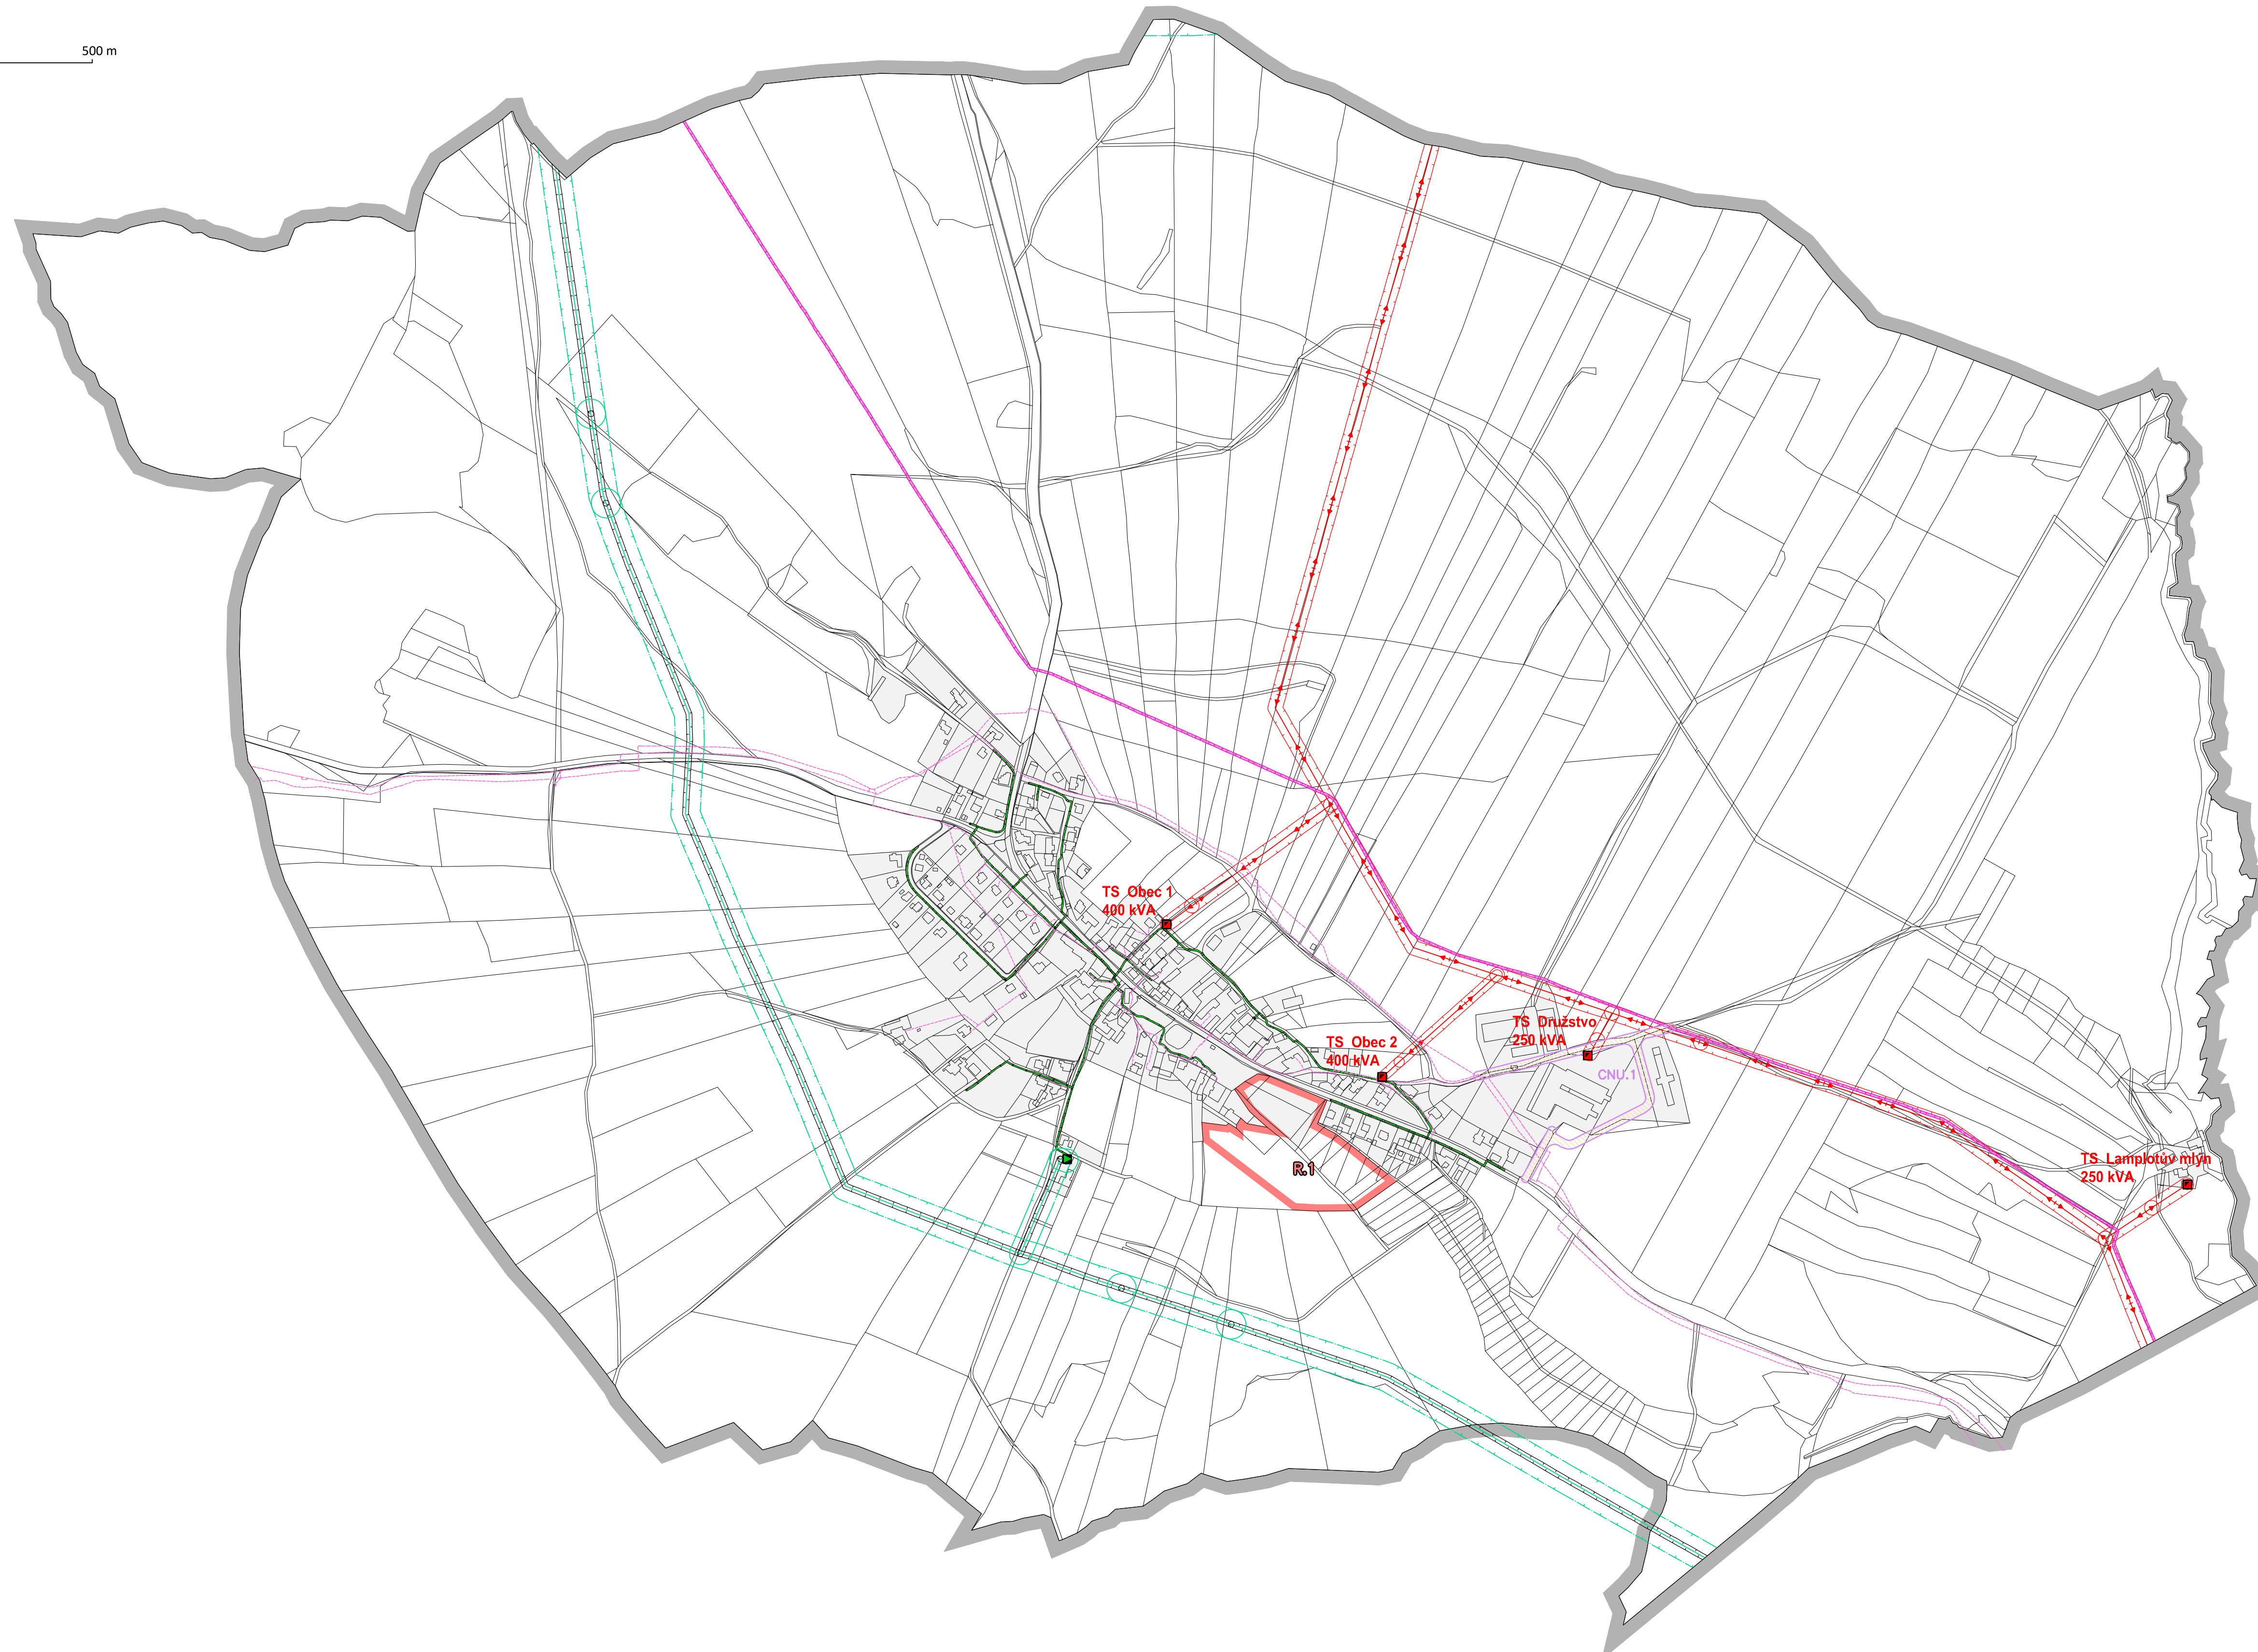 500 m
TS Obec 1
400 kVA
TS Družstvo
250 kVA
TS Obec 2
400 kVA
CNU.1
TS Lamplotův mlýn
250 kVA
R.1